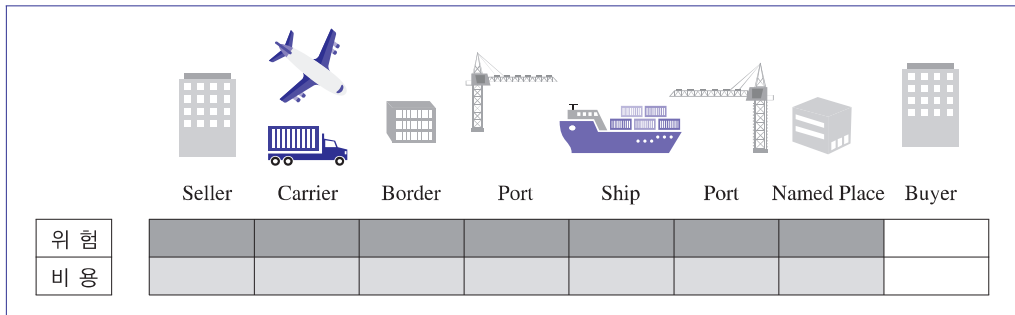 Seller Carrier Border Port Ship Port Named Place Buyer
위 험
비 용